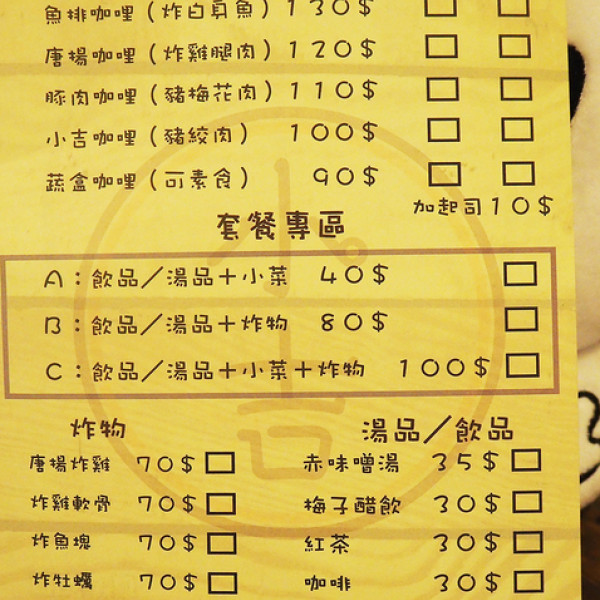 魚排咖哩（炸白身魚）130$
唐揚咖哩（炸雞腿肉）120$
豚肉咖哩（豬梅花肉）110$
小吉咖哩（豬絞肉）100$
蔬盒咖哩（可素食）90$
加起司10$
套餐專區
A：飲品／湯品＋小菜 40$
B：飲品／湯品＋炸物 80$
C：飲品／湯品＋小菜＋炸物 100$
炸物
唐揚炸雞 70$
炸雞軟骨 70$
炸魚塊 70$
炸牡蠣 70$
湯品／飲品
赤味噌湯 35$
梅子醋飲 30$
紅茶 30$
咖啡 30$
小吉